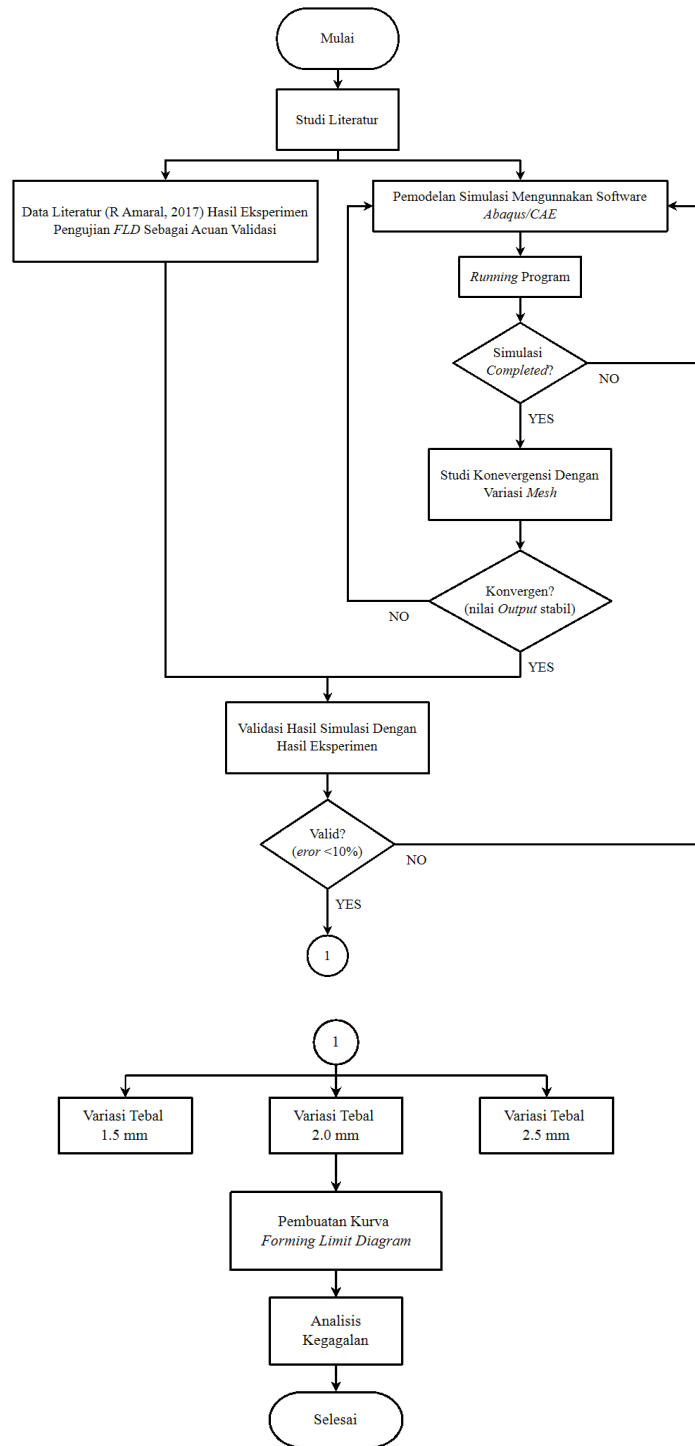 Mulai
Studi Literatur
Data Literatur (R Amaral, 2017) Hasil Eksperimen
Pengujian FLD Sebagai Acuan Validasi
Pemodelan Simulasi Mengunnakan Software
Abaqus/CAE
Running Program
Simulasi
Completed?
NO
YES
Studi Konevergensi Dengan
Variasi Mesh
Konvergen?
(nilai Output stabil)
NO
YES
Validasi Hasil Simulasi Dengan
Hasil Eksperimen
Valid?
(eror <10%)
NO
YES
1
1
Variasi Tebal
1.5 mm
Variasi Tebal
2.0 mm
Variasi Tebal
2.5 mm
Pembuatan Kurva
Forming Limit Diagram
Analisis
Kegagalan
Selesai